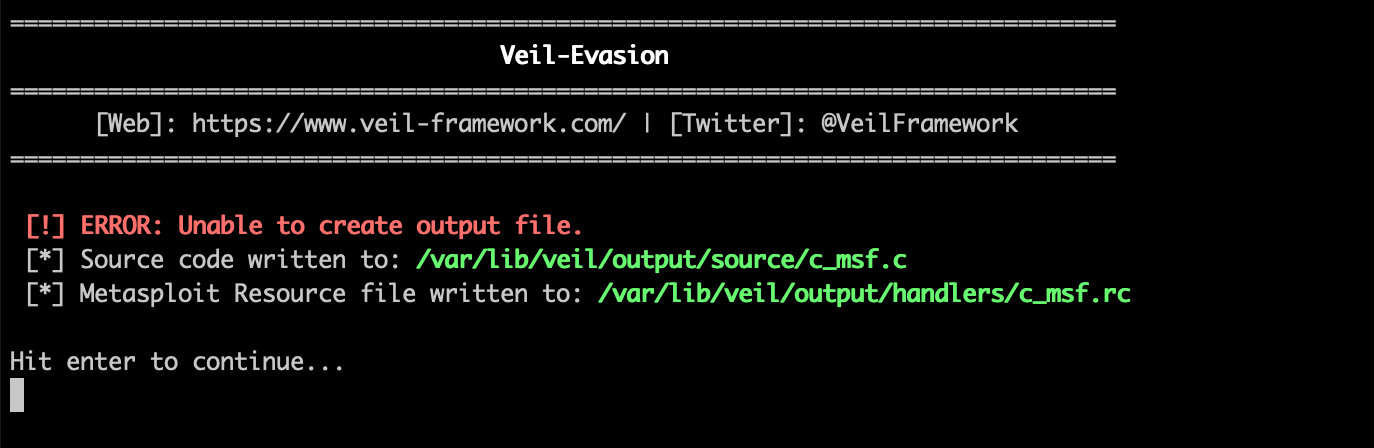 ===============================================================================
Veil-Evasion
===============================================================================
[Web]: https://www.veil-framework.com/ | [Twitter]: @VeilFramework
===============================================================================
[!] ERROR: Unable to create output file.
[*] Source code written to: /var/lib/veil/output/source/c_msf.c
[*] Metasploit Resource file written to: /var/lib/veil/output/handlers/c_msf.rc
Hit enter to continue...